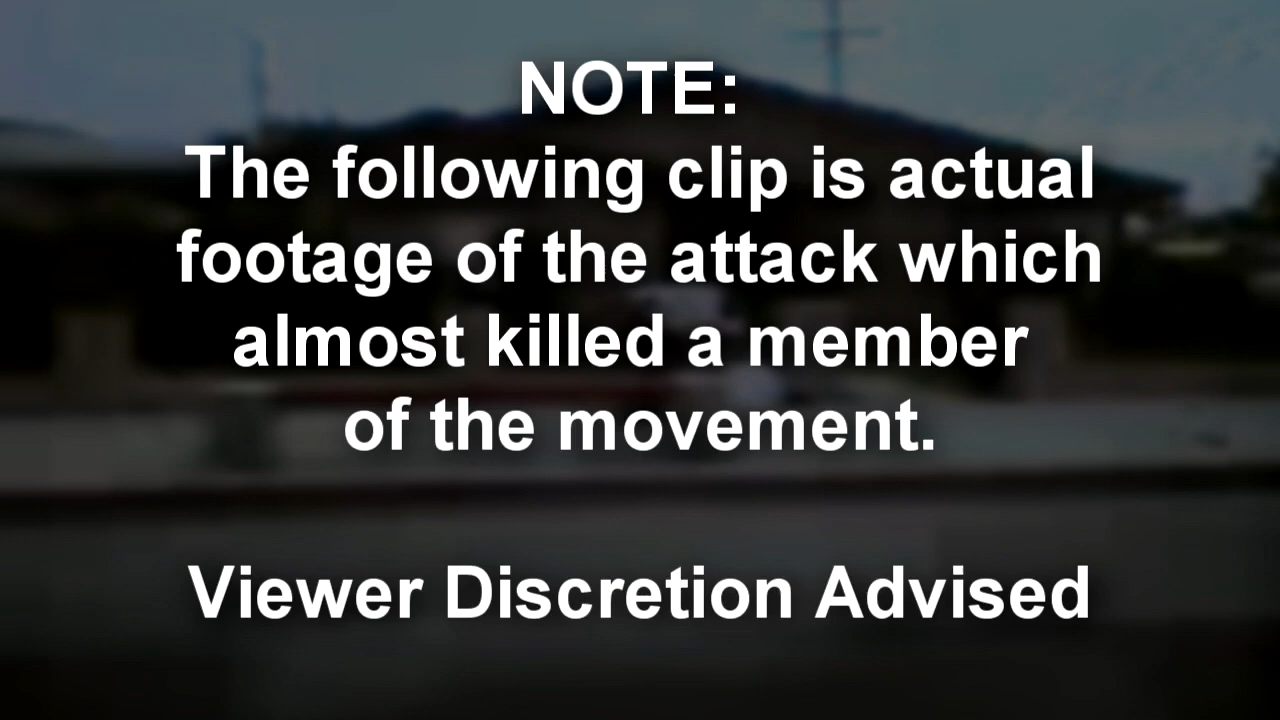 NOTE:
The following clip is actual
footage of the attack which
almost killed a member
of the movement.
Viewer Discretion Advised